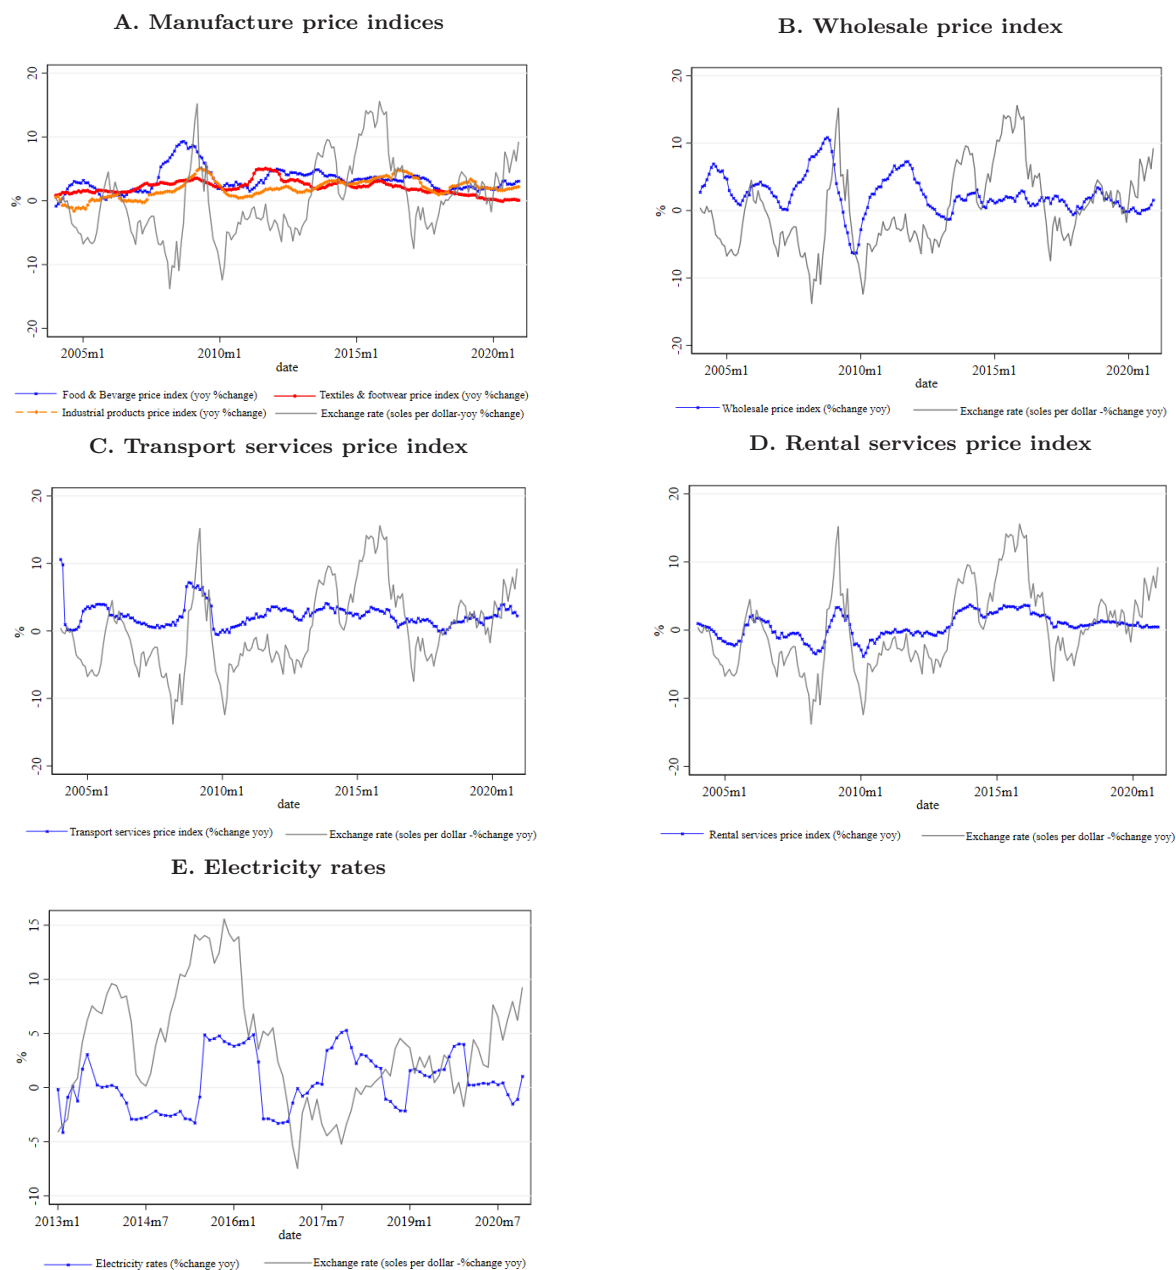 A. Manufacture price indices
20
10
0
-10
-20
%
2005m1 2010m1 2015m1 2020m1
date
Food & Bevarge price index (yoy %change) Textiles & footwear price index (yoy %change)
Industrial products price index (yoy %change) Exchange rate (soles per dollar-yoy %change)
B. Wholesale price index
20
10
0
-10
-20
%
2005m1 2010m1 2015m1 2020m1
date
Wholesale price index (%change yoy) Exchange rate (soles per dollar -%change yoy)
C. Transport services price index
20
10
0
-10
-20
%
2005m1 2010m1 2015m1 2020m1
date
Transport services price index (%change yoy) Exchange rate (soles per dollar -%change yoy)
D. Rental services price index
20
10
0
-10
-20
%
2005m1 2010m1 2015m1 2020m1
date
Rental services price index (%change yoy) Exchange rate (soles per dollar -%change yoy)
E. Electricity rates
15
10
5
0
-5
-10
%
2013m1 2014m7 2016m1 2017m7 2019m1 2020m7
date
Electricity rates (%change yoy) Exchange rate (soles per dollar -%change yoy)